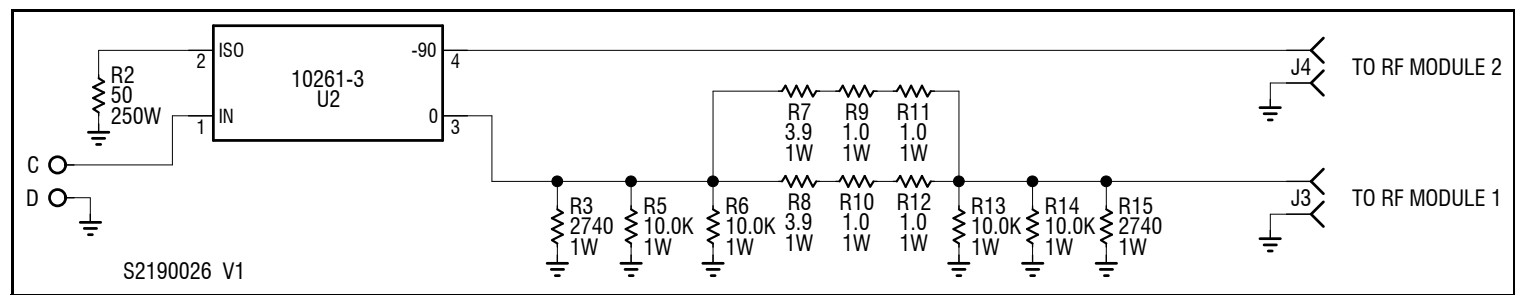 ISO
-90
2
4
10261-3
U2
R2
50
250W
IN
0
1
3
C
D
R7
3.9
1W
R9
1.0
1W
R11
1.0
1W
R8
3.9
1W
R10
1.0
1W
R12
1.0
1W
R3
2740
1W
R5
10.0K
1W
R6
10.0K
1W
R13
10.0K
1W
R14
10.0K
1W
R15
2740
1W
J4
TO RF MODULE 2
J3
TO RF MODULE 1
S2190026 V1